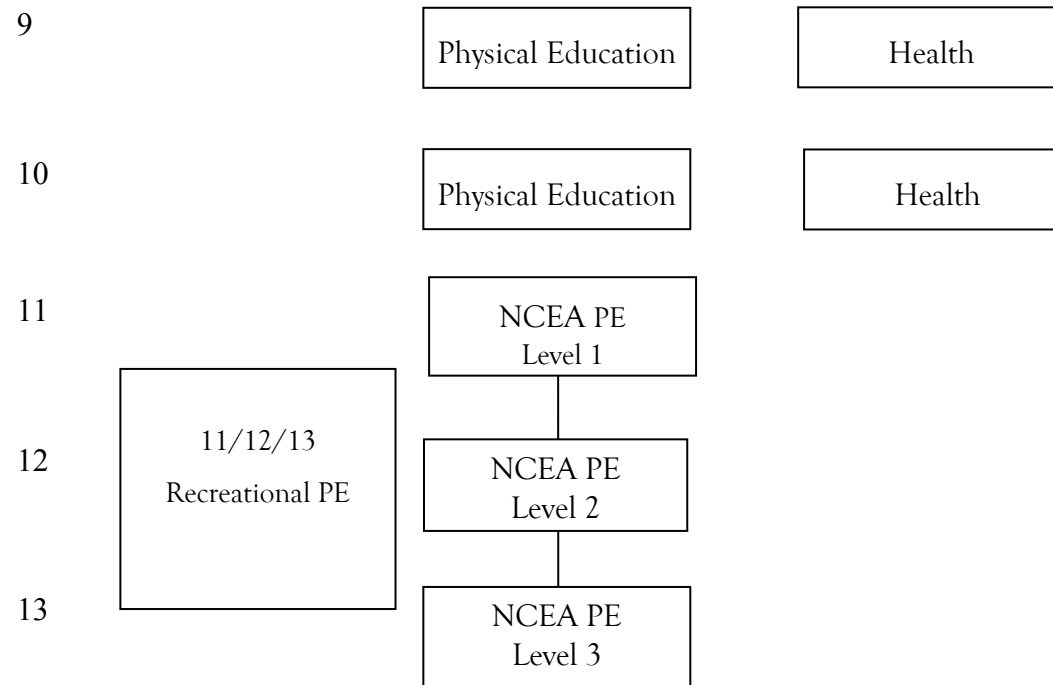 9
Physical Education
Health
10
Physical Education
Health
11
NCEA PE
Level 1
11/12/13
Recreational PE
12
NCEA PE
Level 2
13
NCEA PE
Level 3